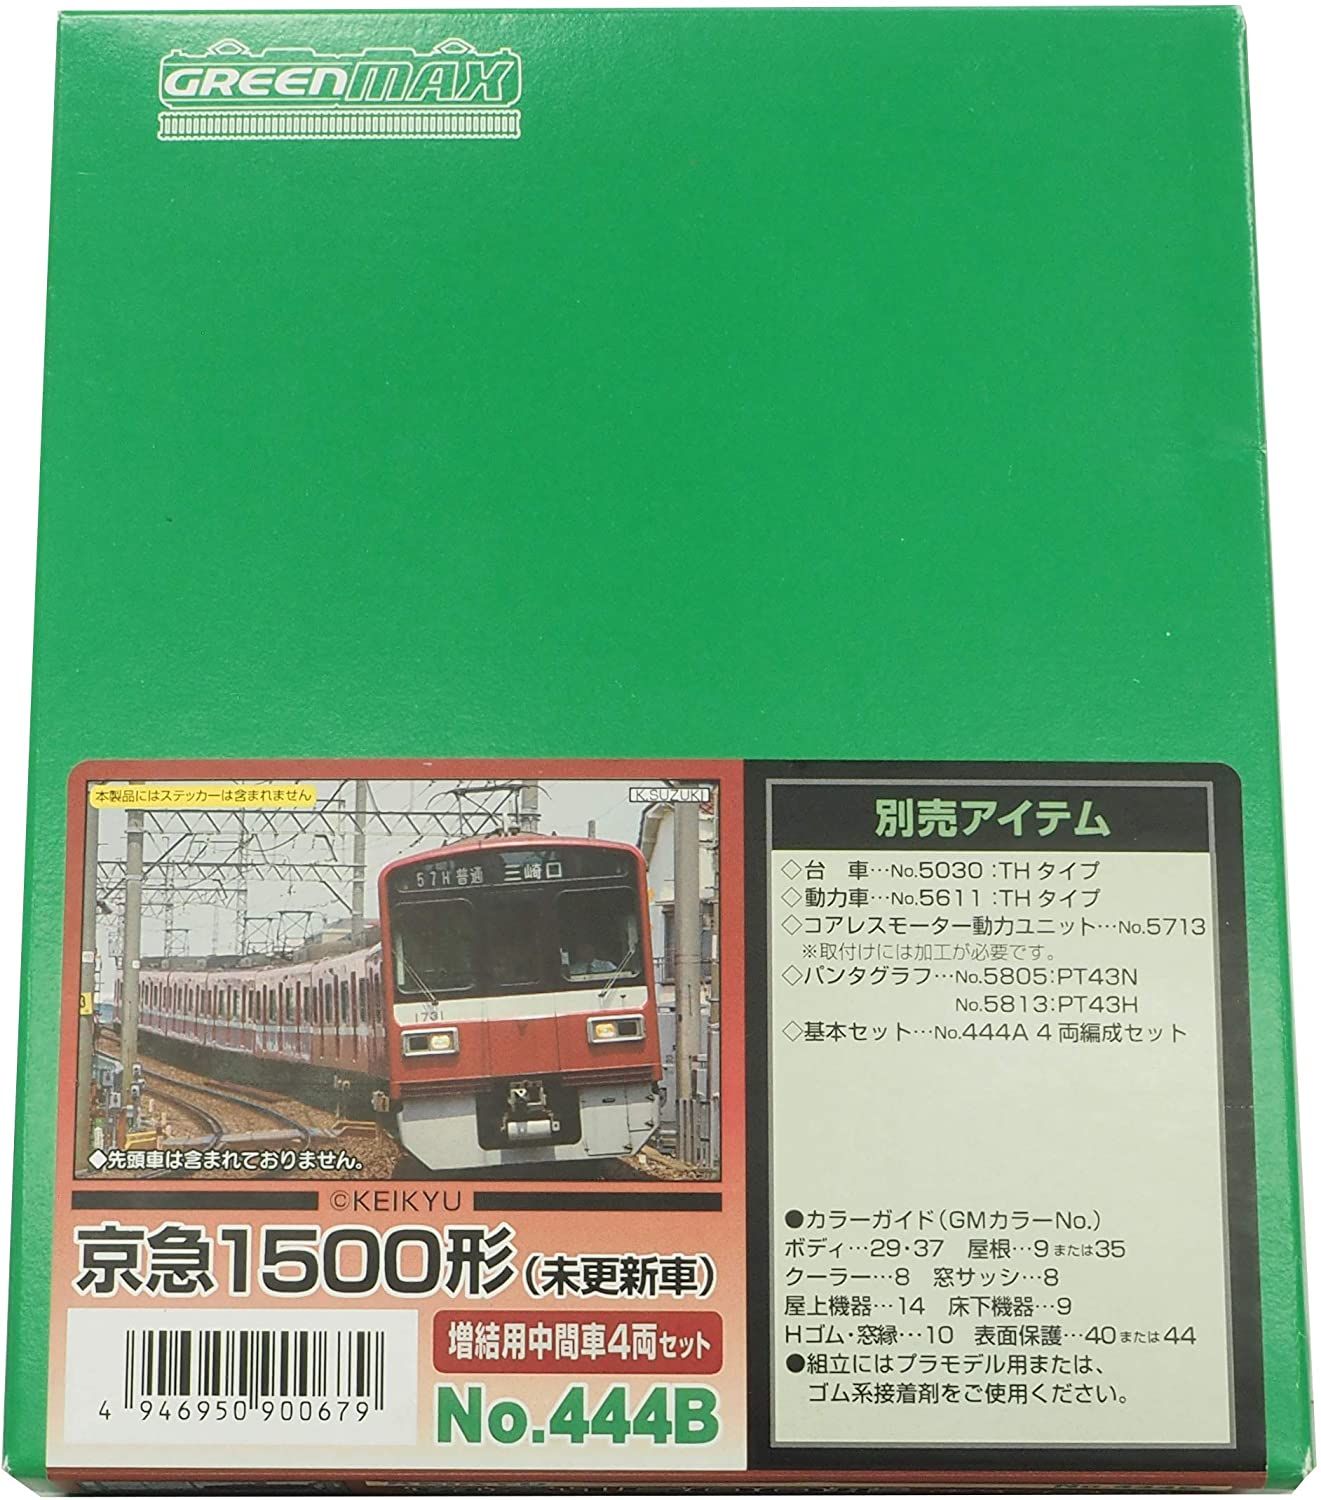 GREENMAX
本製品にはステッカーは含まれません
K.SUZUKI
57H 普通 三崎口
1731
◆先頭車は含まれておりません。
©KEIKYU
京急1500形(未更新車)
増結用中間車4両セット
No.444B
4 946950 900679
別売アイテム
◇台 車…No.5030:THタイプ
◇動力車…No.5611:THタイプ
◇コアレスモーター動力ユニット…No.5713
※取付けには加工が必要です。
◇パンタグラフ…No.5805:PT43N
No.5813:PT43H
◇基本セット…No.444A 4両編成セット
●カラーガイド(GMカラーNo.)
ボディ…29・37 屋根…9または35
クーラー…8 窓サッシ…8
屋上機器…14 床下機器…9
Hゴム・窓縁…10 表面保護…40または44
●組立にはプラモデル用または、
ゴム系接着剤をご使用ください。